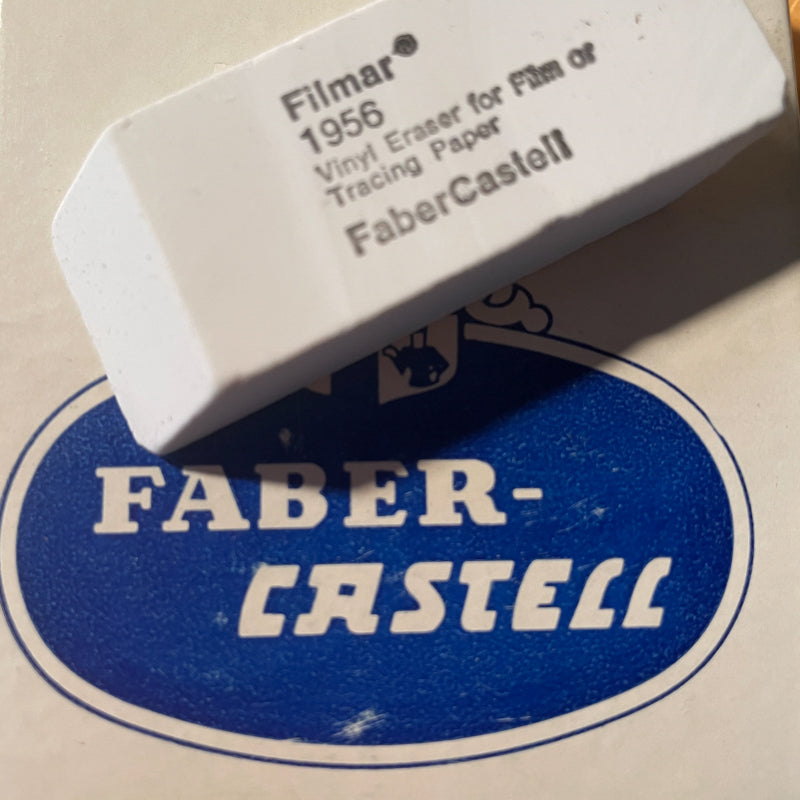 Filmar®
1956
Vinyl Eraser for Film or
Tracing Paper
FaberCastell
FABER-
CASTELL